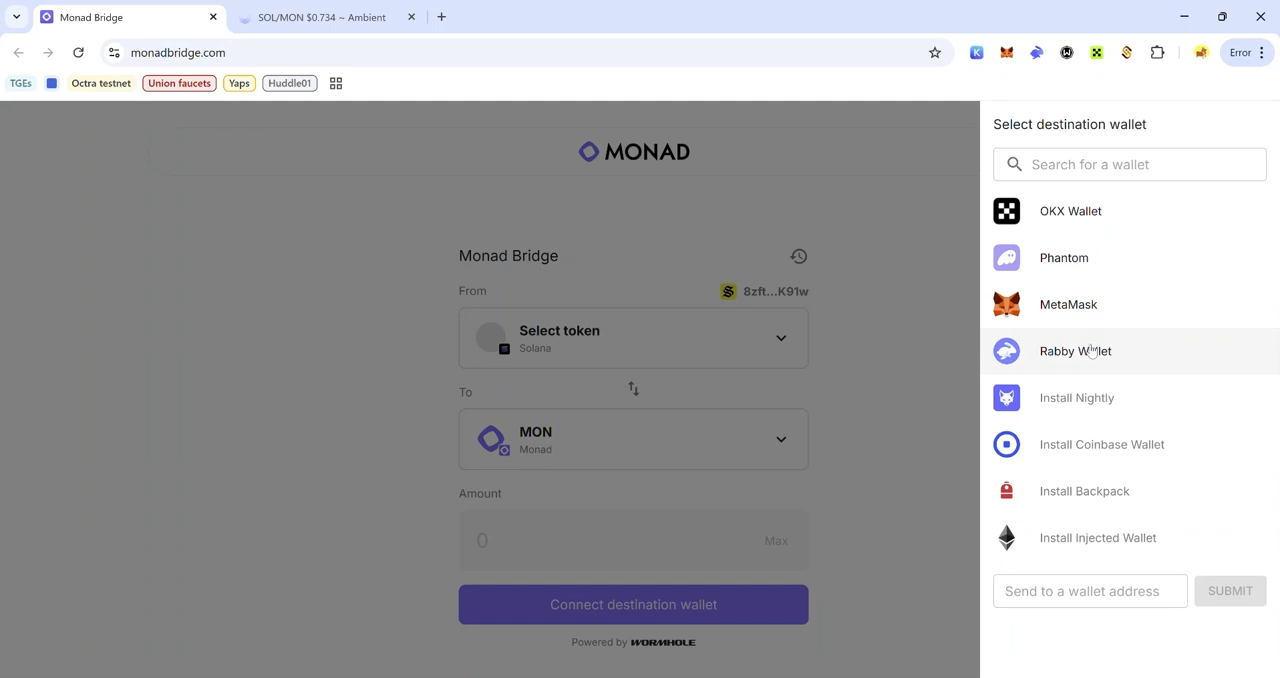 Monad Bridge
SOL/MON $0.734 ~ Ambient
monadbridge.com
Error
TGEs
Octra testnet
Union faucets
Yaps
Huddle01
MONAD
Monad Bridge
From
8zft...K91w
Select token
Solana
To
MON
Monad
Amount
0
Max
Connect destination wallet
Powered by WORMHOLE
Select destination wallet
Search for a wallet
OKX Wallet
Phantom
MetaMask
Rabby Wallet
Install Nightly
Install Coinbase Wallet
Install Backpack
Install Injected Wallet
Send to a wallet address
SUBMIT